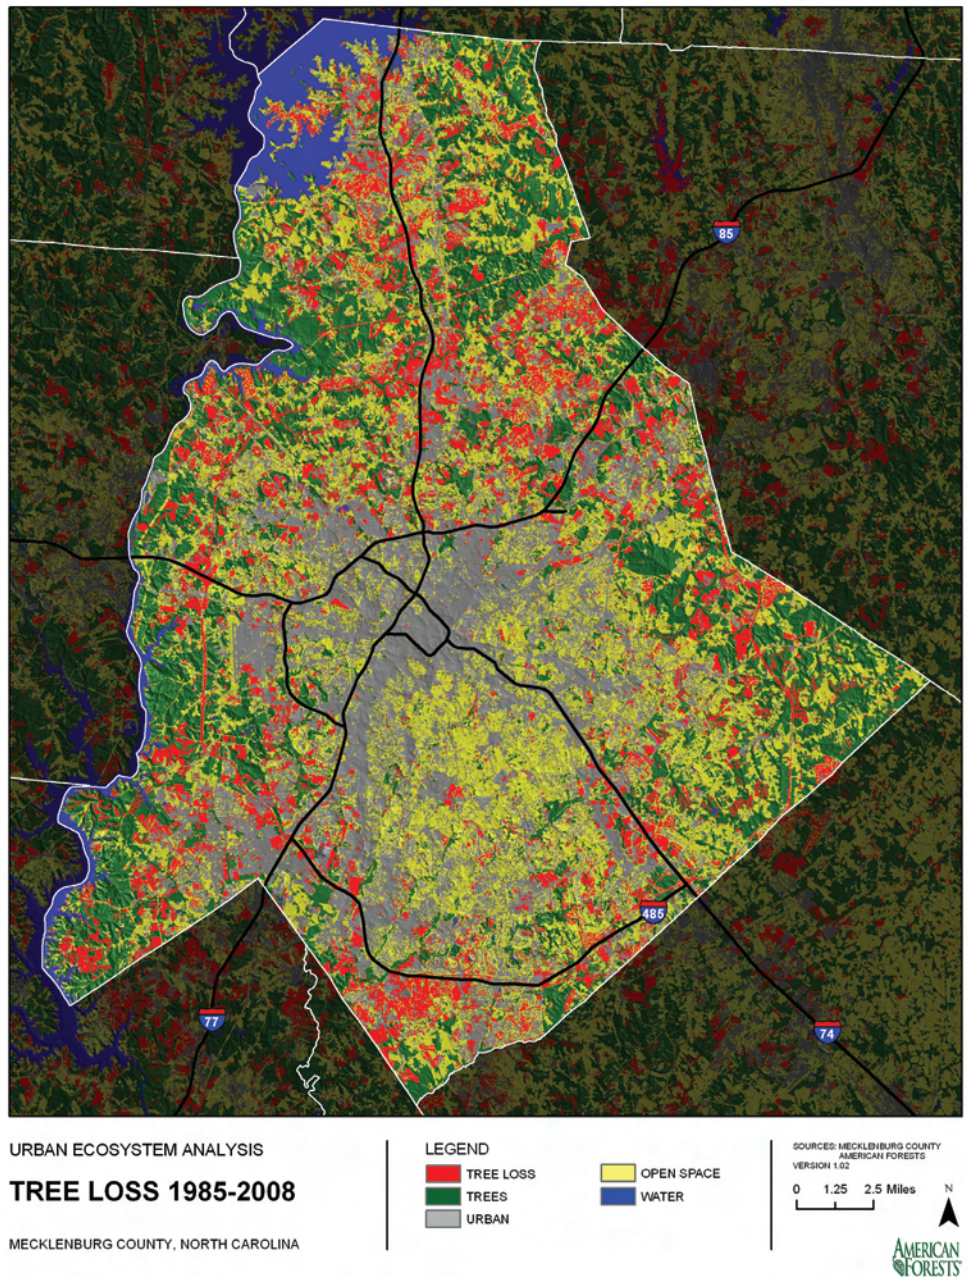 85
485
77
74
URBAN ECOSYSTEM ANALYSIS
TREE LOSS 1985-2008
MECKLENBURG COUNTY, NORTH CAROLINA
LEGEND
TREE LOSS
TREES
URBAN
OPEN SPACE
WATER
SOURCES: MECKLENBURG COUNTY
AMERICAN FORESTS
VERSION 1.02
0 1.25 2.5 Miles
N
AMERICAN
FORESTS